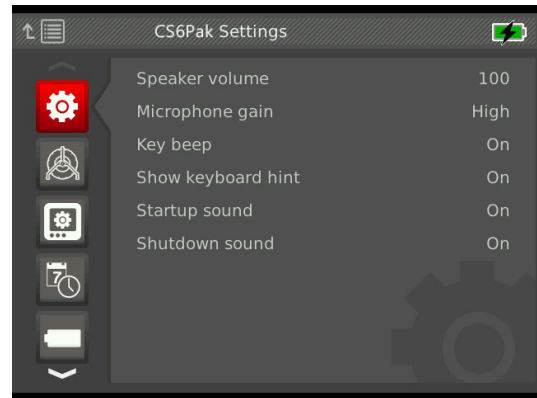 CS6Pak Settings
Speaker volume 100
Microphone gain High
Key beep On
Show keyboard hint On
Startup sound On
Shutdown sound On
7